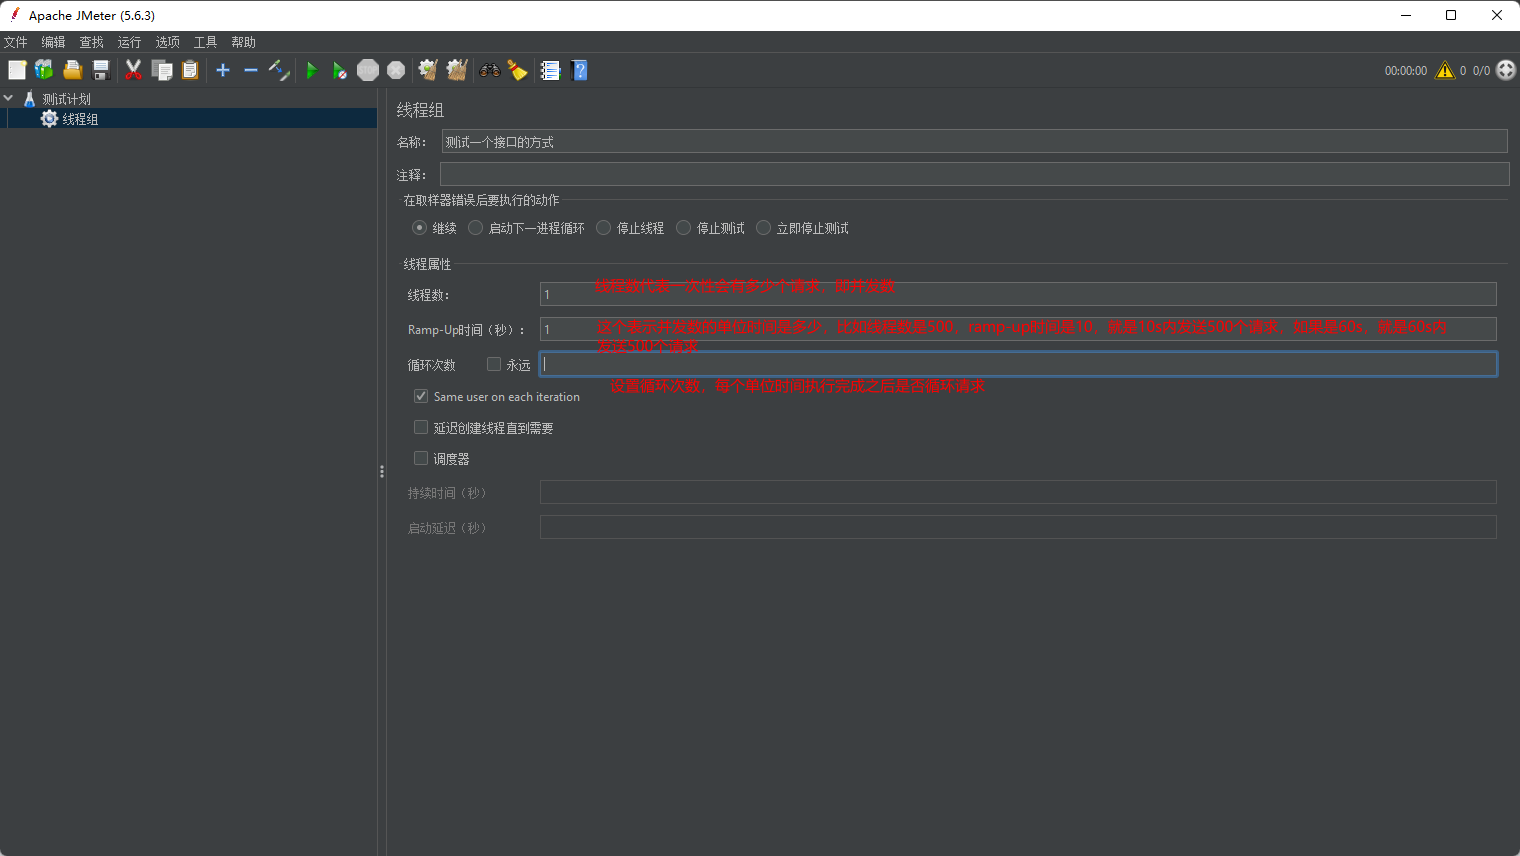 Apache JMeter (5.6.3)
文件 编辑 查找 运行 选项 工具 帮助
00:00:00 0 0/0
测试计划
线程组
线程组
名称： 测试一个接口的方式
注释：
在取样器错误后要执行的动作
继续 启动下一进程循环 停止线程 停止测试 立即停止测试
线程属性
线程数： 1 线程数代表一次性会有多少个请求，即并发数
Ramp-Up时间（秒）： 1 这个表示并发数的单位时间是多少，比如线程数是500，ramp-up时间是10，就是10s内发送500个请求，如果是60s，就是60s内
发送500个请求
循环次数 永远
设置循环次数，每个单位时间执行完成之后是否循环请求
Same user on each iteration
延迟创建线程直到需要
调度器
持续时间（秒）
启动延迟（秒）